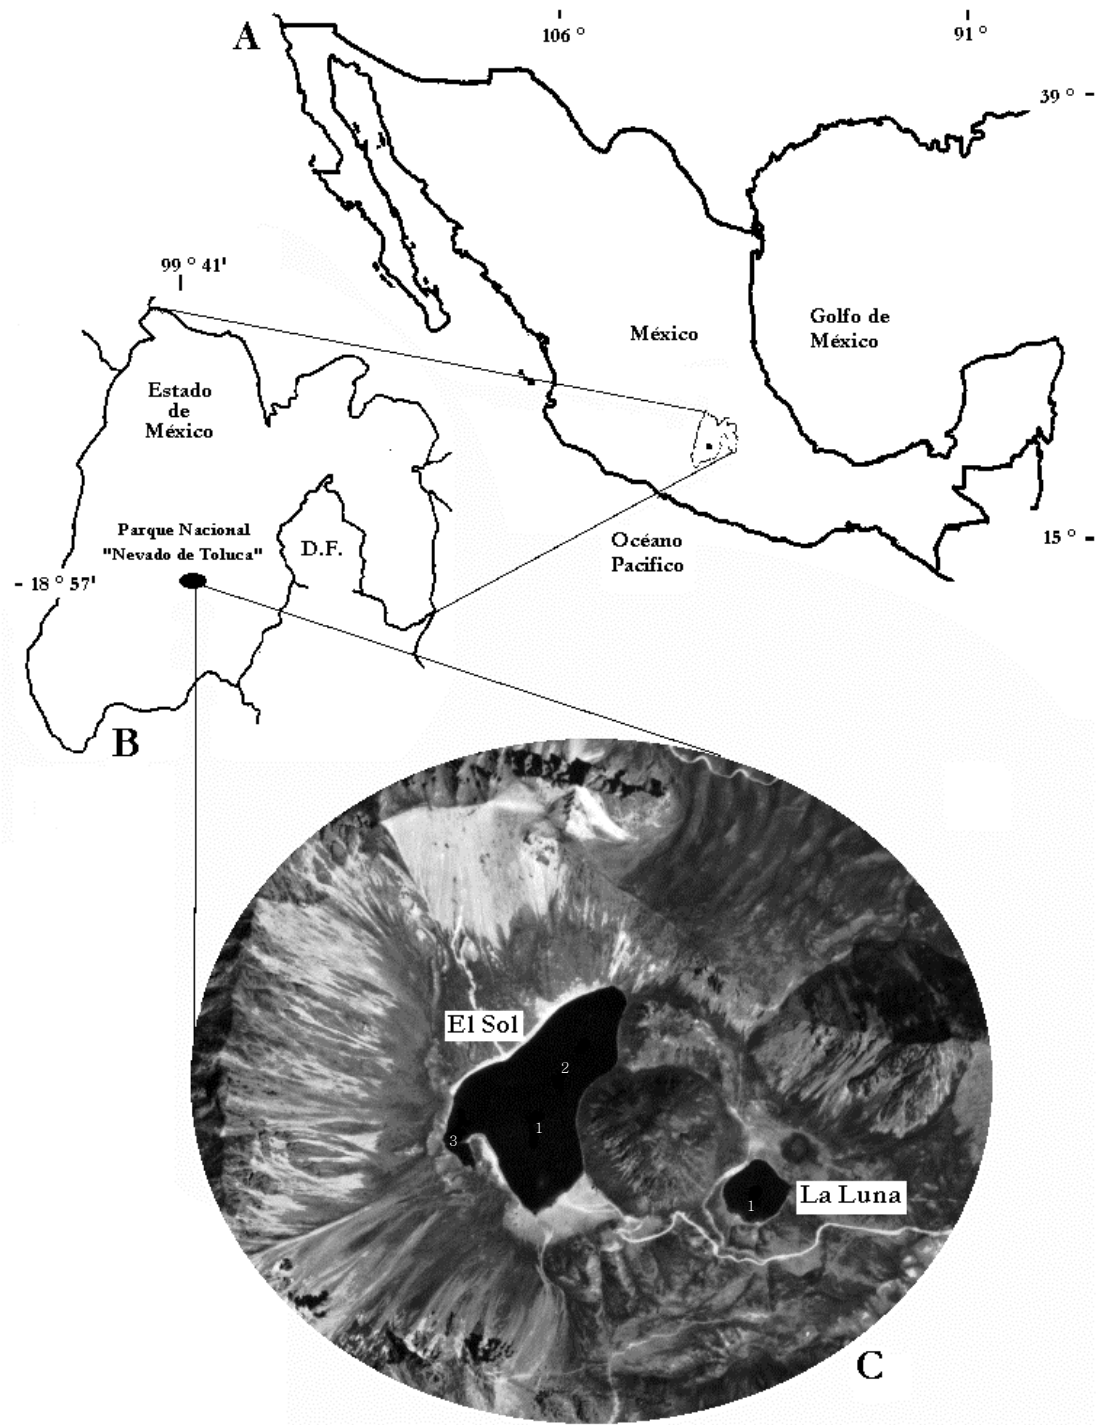 A
106 °
91 °
39 ° -
99 ° 41'
Golfo de
México
México
Estado
de
México
Parque Nacional
"Nevado de Toluca"
D.F.
Océano
Pacifico
15 ° -
- 18 ° 57'
B
El Sol
2
1
3
La Luna
1
C